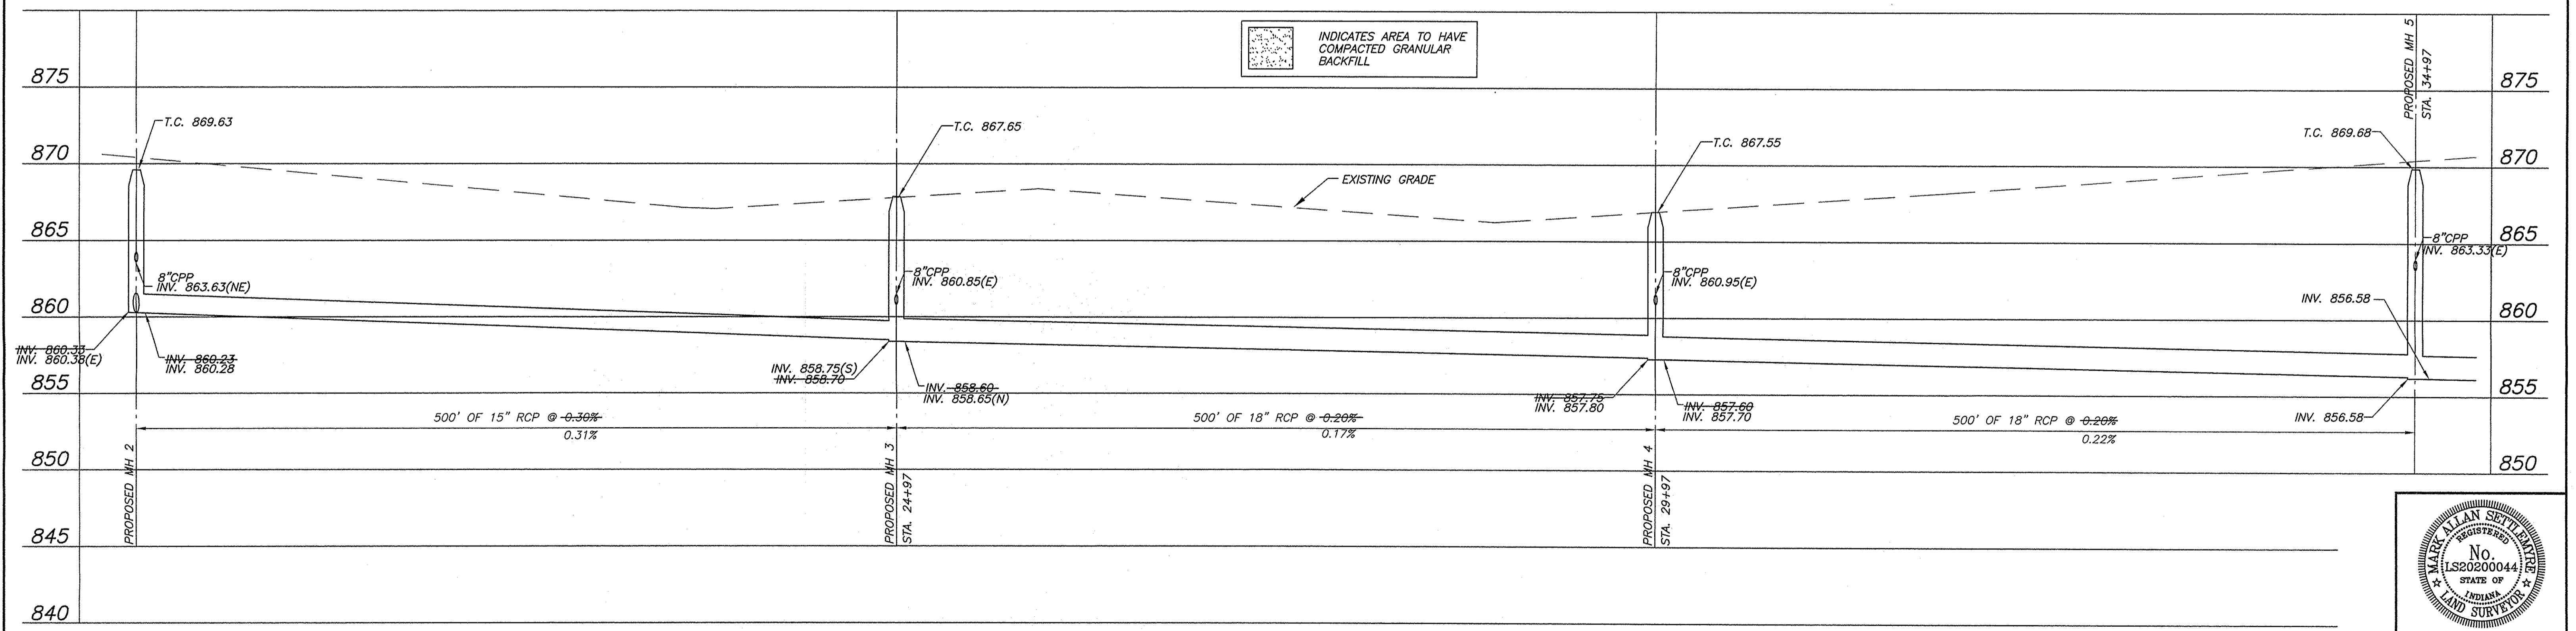 INDICATES AREA TO HAVE
COMPACTED GRANULAR
BACKFILL
875
870
865
860
855
850
845
840
875
870
865
860
855
850
T.C. 869.63
8"CPP
INV. 863.63(NE)
INV. 860.33
INV. 860.38(E)
INV. 860.23
INV. 860.28
500' OF 15" RCP @ 0.30%
0.31%
PROPOSED MH 2
T.C. 867.65
8"CPP
INV. 860.85(E)
INV. 858.75(S)
INV. 858.70
INV. 858.60
INV. 858.65(N)
PROPOSED MH 3
STA. 24+97
EXISTING GRADE
500' OF 18" RCP @ 0.20%
0.17%
T.C. 867.55
8"CPP
INV. 860.95(E)
INV. 857.75
INV. 857.80
INV. 857.60
INV. 857.70
PROPOSED MH 4
STA. 29+97
500' OF 18" RCP @ 0.20%
0.22%
PROPOSED MH 5
STA. 34+97
T.C. 869.68
8"CPP
INV. 863.33(E)
INV. 856.58
INV. 856.58
MARK ALLAN SETTLEMYRE
REGISTERED
No.
LS20200044
STATE OF
INDIANA
LAND SURVEYOR